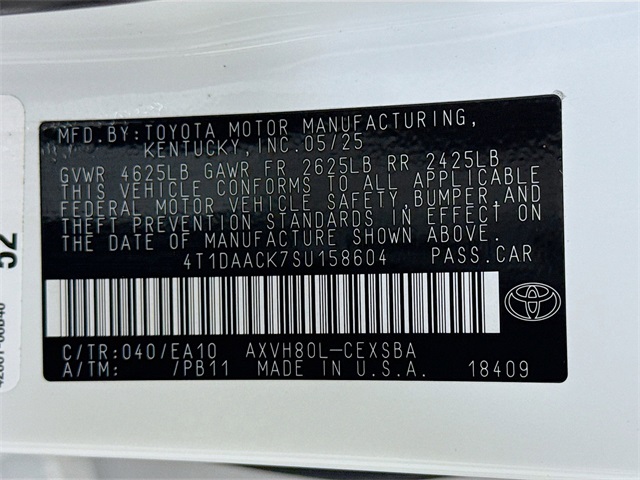 MFD.BY:TOYOTA MOTOR MANUFACTURING,
KENTUCKY,INC.05/25
GVWR 4625LB GAWR FR 2625LB RR 2425LB
THIS VEHICLE CONFORMS TO ALL APPLICABLE
FEDERAL MOTOR VEHICLE SAFETY,BUMPER,AND
THEFT PREVENTION STANDARDS IN EFFECT ON
THE DATE OF MANUFACTURE SHOWN ABOVE.
4T1DAACK7SU158604 PASS.CAR
C/TR:040/EA10 AXVH80L-CEXSBA
A/TM: /PB11 MADE IN U.S.A. 18409
52